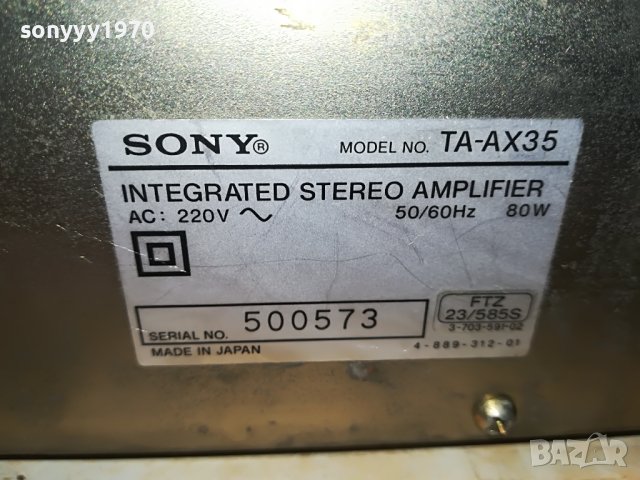 sonyyy1970
SONY® MODEL NO. TA-AX35
INTEGRATED STEREO AMPLIFIER
AC: 220V ~ 50/60Hz 80W
SERIAL NO. 500573
FTZ
23/585S
3-703-591-02
MADE IN JAPAN 4-889-312-01
BAZAR